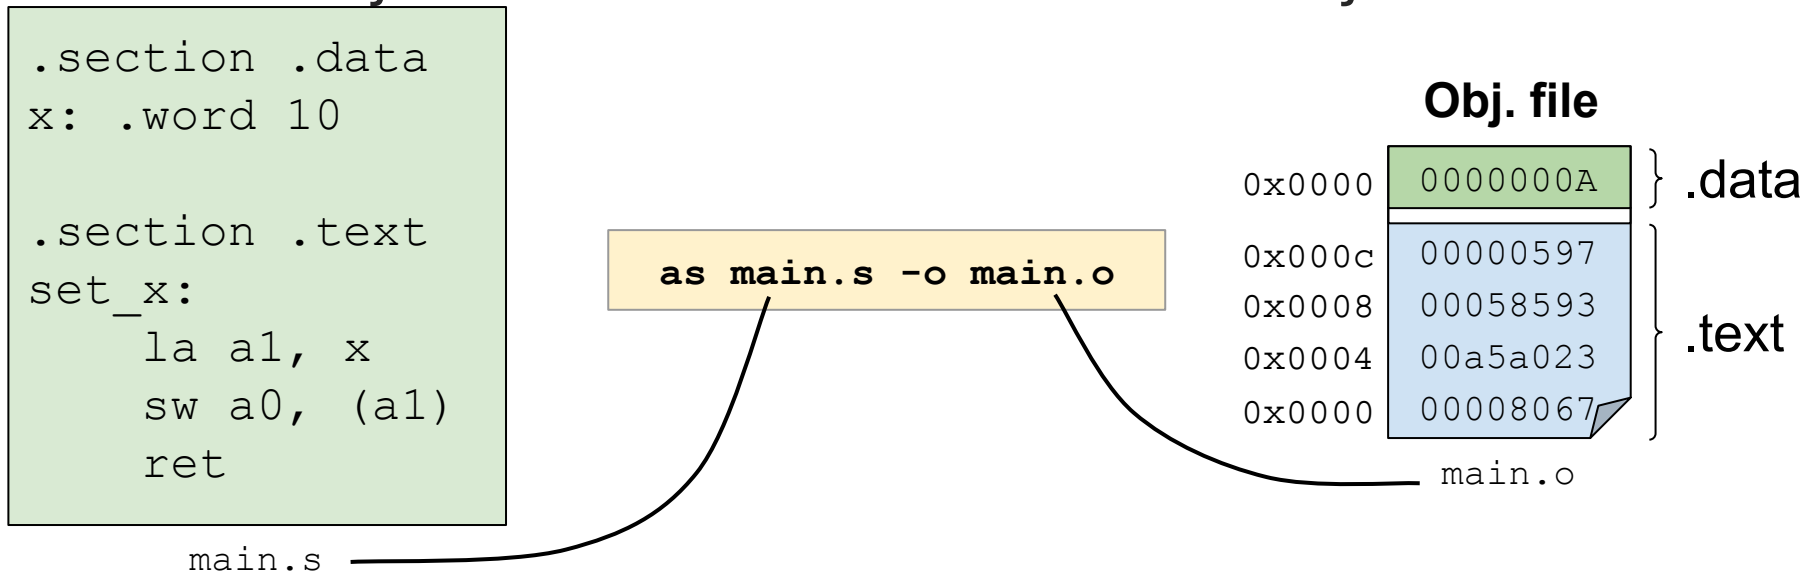 .section .data
x: .word 10
.section .text
set_x:
la a1, x
sw a0, (a1)
ret
main.s
as main.s -o main.o
Obj. file
0x0000 0000000A .data
0x000c 00000597
0x0008 00058593
0x0004 00a5a023
0x0000 00008067
.text
main.o